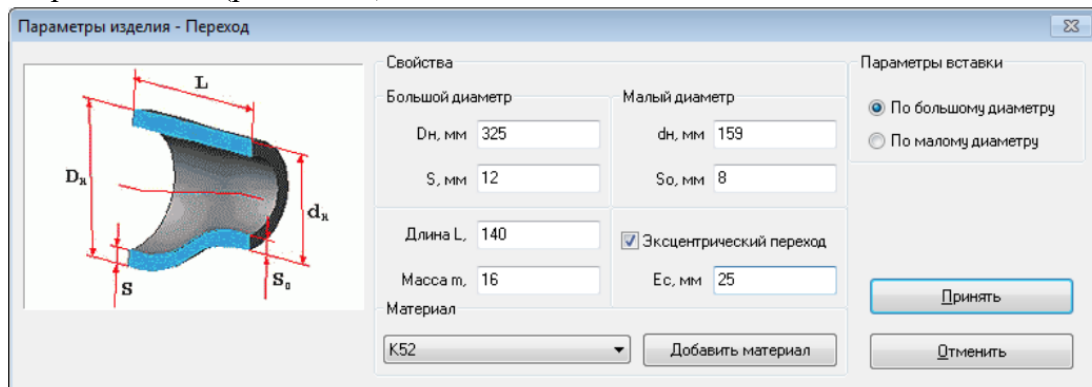 Параметры изделия - Переход
L
Dн
dн
S
S₀
Свойства
Большой диаметр
Dн, мм 325
S, мм 12
Малый диаметр
dн, мм 159
So, мм 8
Длина L, 140
Масса m, 16
Эксцентрический переход
Ес, мм 25
Материал
K52
Добавить материал
Параметры вставки
По большому диаметру
По малому диаметру
Принять
Отменить